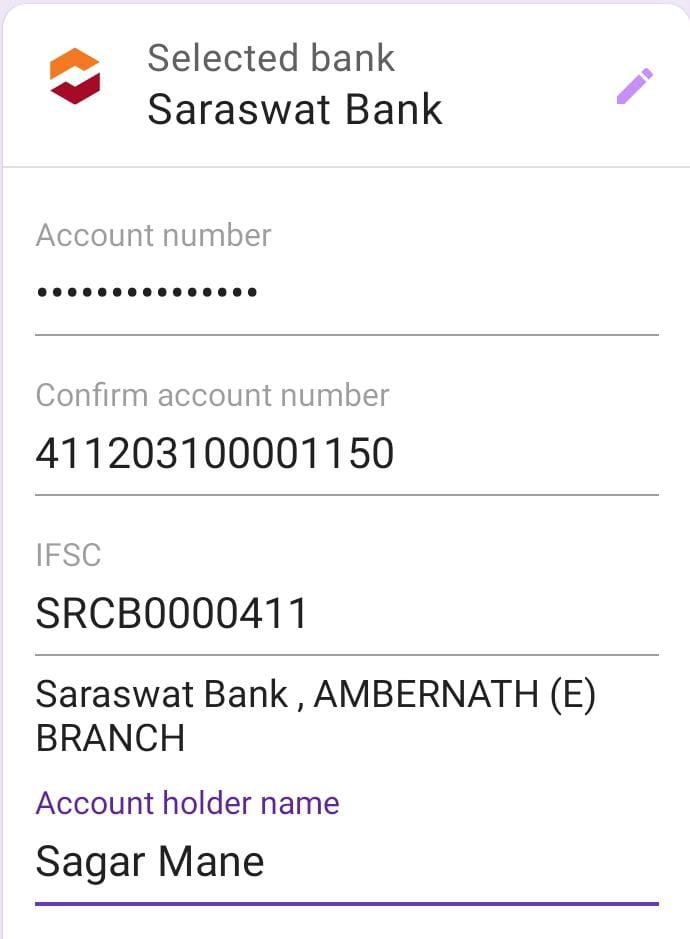 Selected bank
Saraswat Bank
Account number
•••••••••••••••
Confirm account number
411203100001150
IFSC
SRCB0000411
Saraswat Bank , AMBERNATH (E)
BRANCH
Account holder name
Sagar Mane